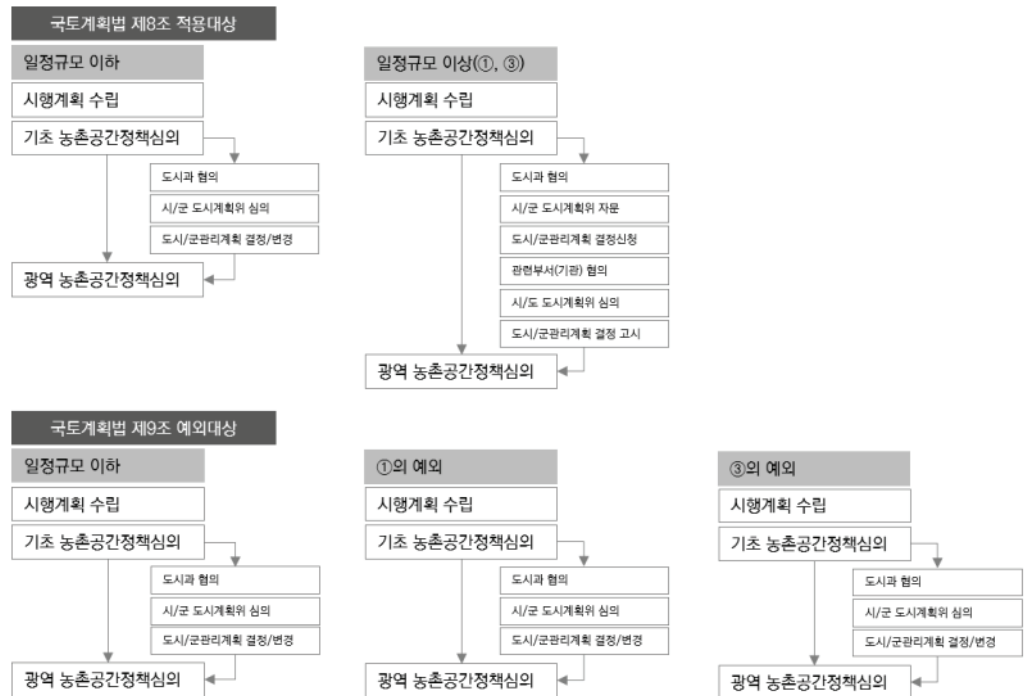 국토계획법 제8조 적용대상
일정규모 이하
시행계획 수립
기초 농촌공간정책심의
도시과 협의
시/군 도시계획위 심의
도시/군관리계획 결정/변경
광역 농촌공간정책심의
일정규모 이상(①, ③)
시행계획 수립
기초 농촌공간정책심의
도시과 협의
시/군 도시계획위 자문
도시/군관리계획 결정신청
관련부서(기관) 협의
시/도 도시계획위 심의
도시/군관리계획 결정 고시
광역 농촌공간정책심의
국토계획법 제9조 예외대상
일정규모 이하
시행계획 수립
기초 농촌공간정책심의
도시과 협의
시/군 도시계획위 심의
도시/군관리계획 결정/변경
광역 농촌공간정책심의
①의 예외
시행계획 수립
기초 농촌공간정책심의
도시과 협의
시/군 도시계획위 심의
도시/군관리계획 결정/변경
광역 농촌공간정책심의
③의 예외
시행계획 수립
기초 농촌공간정책심의
도시과 협의
시/군 도시계획위 심의
도시/군관리계획 결정/변경
광역 농촌공간정책심의